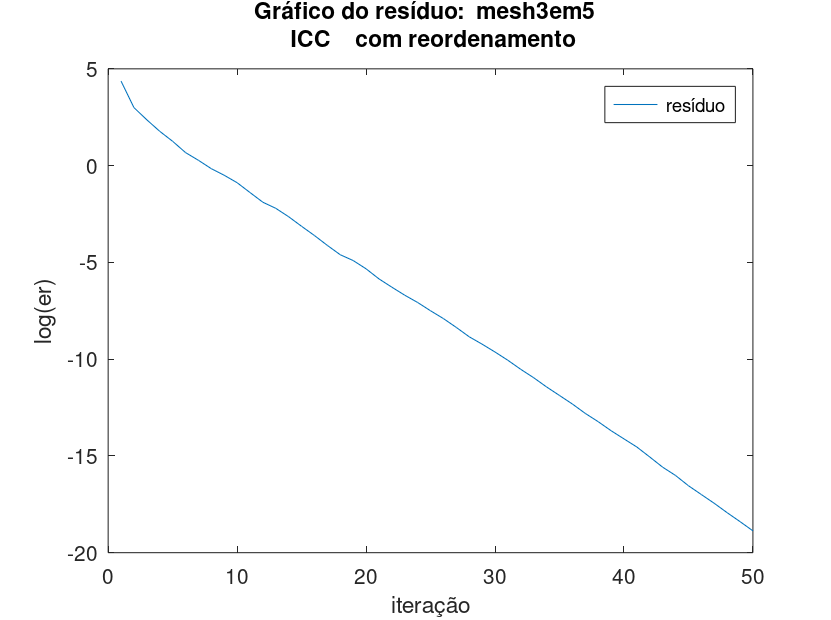 Gráfico do resíduo: mesh3em5
ICC com reordenamento
resíduo
5
0
-5
-10
-15
-20
log(er)
0 10 20 30 40 50
iteração